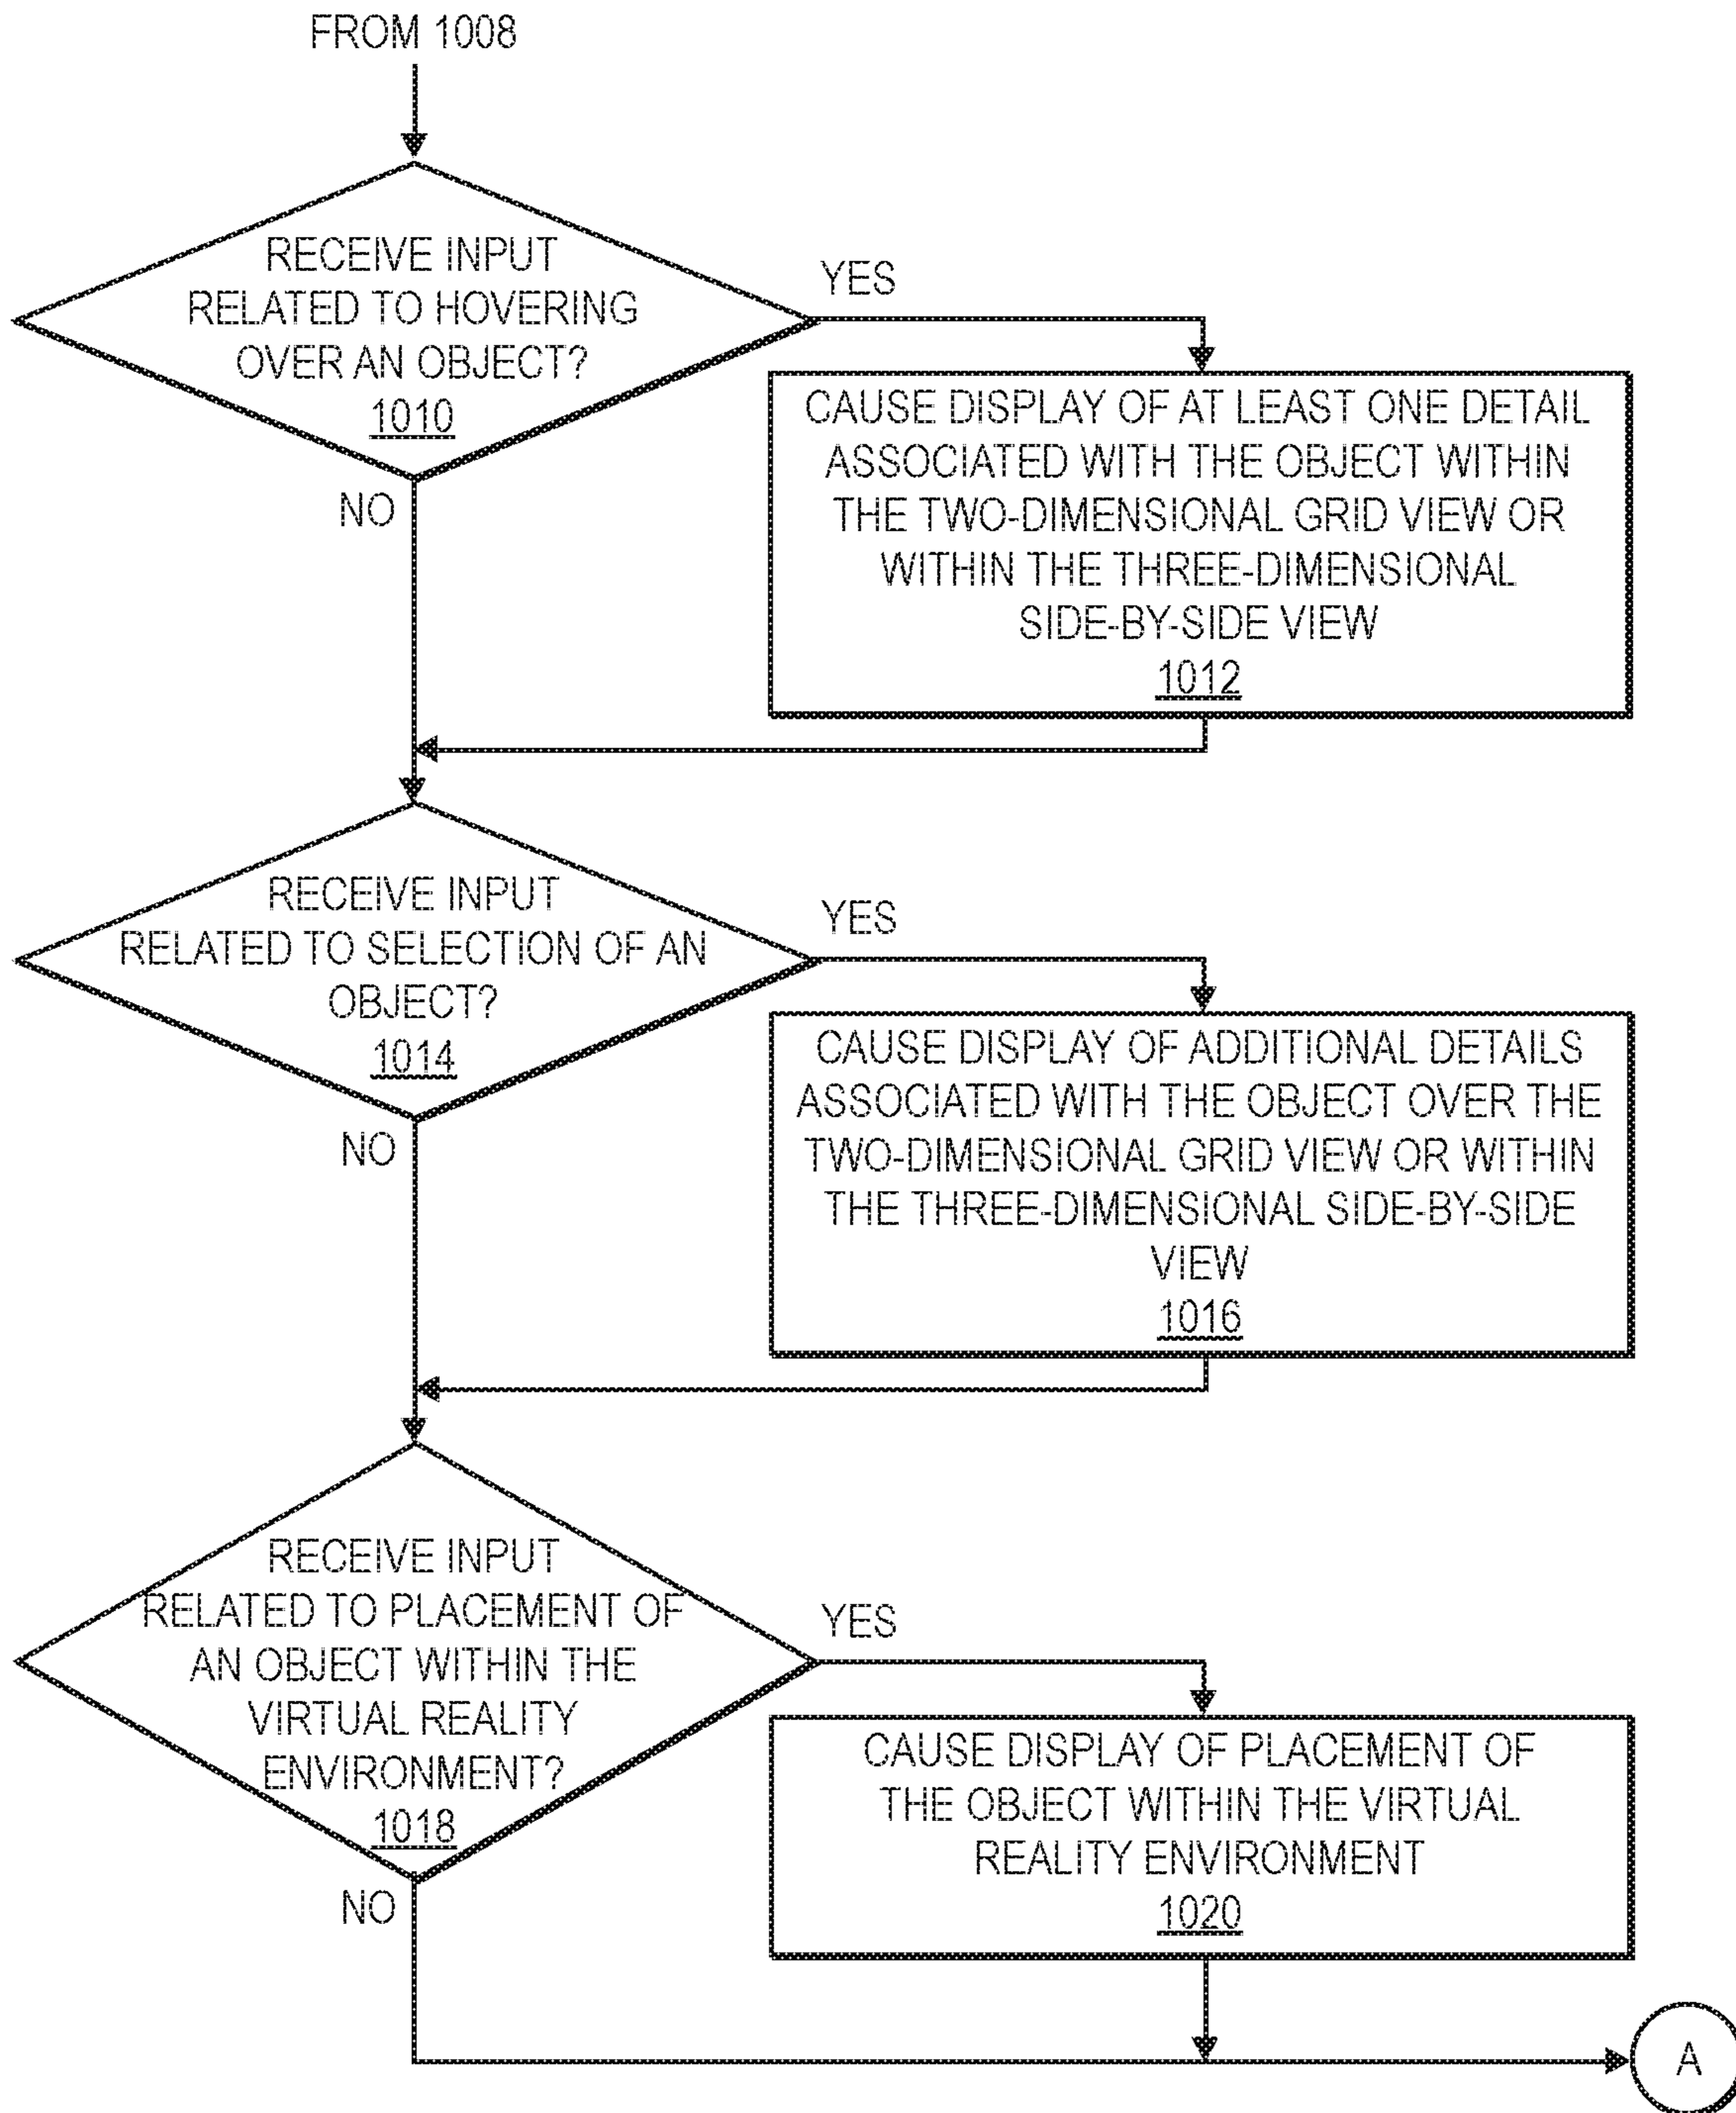 FROM 1008
RECEIVE INPUT
RELATED TO HOVERING
OVER AN OBJECT?
1010
YES
NO
CAUSE DISPLAY OF AT LEAST ONE DETAIL
ASSOCIATED WITH THE OBJECT WITHIN
THE TWO-DIMENSIONAL GRID VIEW OR
WITHIN THE THREE-DIMENSIONAL
SIDE-BY-SIDE VIEW
1012
RECEIVE INPUT
RELATED TO SELECTION OF AN
OBJECT?
1014
YES
NO
CAUSE DISPLAY OF ADDITIONAL DETAILS
ASSOCIATED WITH THE OBJECT OVER THE
TWO-DIMENSIONAL GRID VIEW OR WITHIN
THE THREE-DIMENSIONAL SIDE-BY-SIDE
VIEW
1016
RECEIVE INPUT
RELATED TO PLACEMENT OF
AN OBJECT WITHIN THE
VIRTUAL REALITY
ENVIRONMENT?
1018
YES
NO
CAUSE DISPLAY OF PLACEMENT OF
THE OBJECT WITHIN THE VIRTUAL
REALITY ENVIRONMENT
1020
A